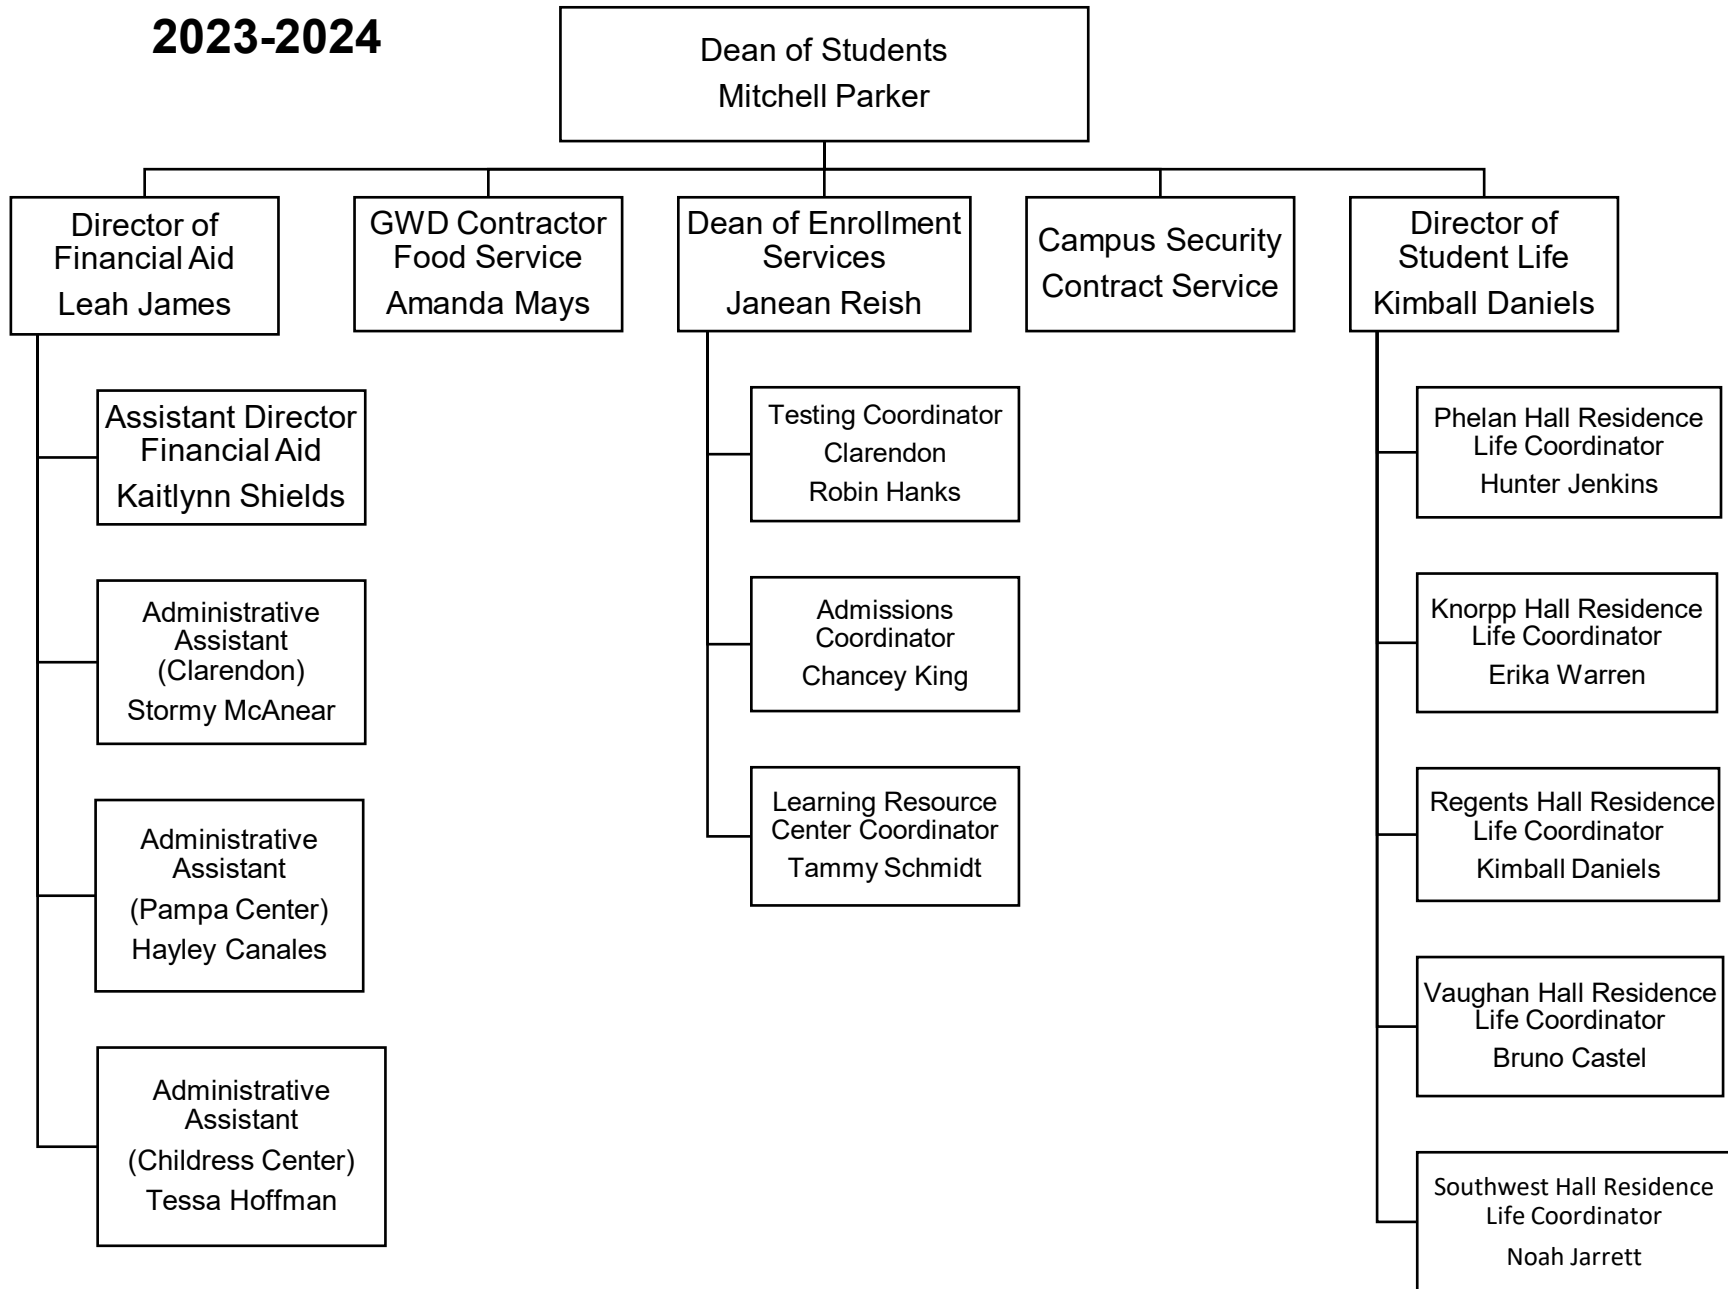 2023-2024
Dean of Students
Mitchell Parker
Director of
Financial Aid
Leah James
GWD Contractor
Food Service
Amanda Mays
Dean of Enrollment
Services
Janean Reish
Campus Security
Contract Service
Director of
Student Life
Kimball Daniels
Assistant Director
Financial Aid
Kaitlynn Shields
Administrative
Assistant
(Clarendon)
Stormy McAnear
Administrative
Assistant
(Pampa Center)
Hayley Canales
Administrative
Assistant
(Childress Center)
Tessa Hoffman
Testing Coordinator
Clarendon
Robin Hanks
Admissions
Coordinator
Chancey King
Learning Resource
Center Coordinator
Tammy Schmidt
Phelan Hall Residence
Life Coordinator
Hunter Jenkins
Knorpp Hall Residence
Life Coordinator
Erika Warren
Regents Hall Residence
Life Coordinator
Kimball Daniels
Vaughan Hall Residence
Life Coordinator
Bruno Castel
Southwest Hall Residence
Life Coordinator
Noah Jarrett